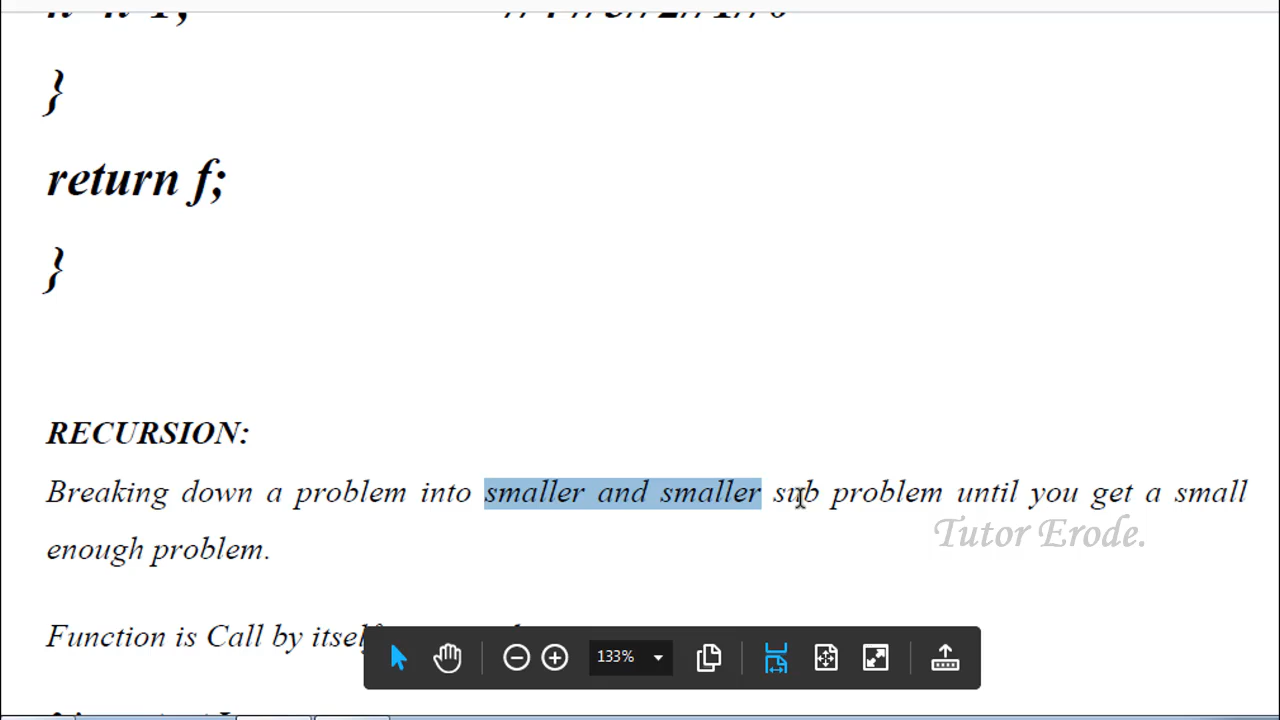 }
return f;
}
RECURSION:
Breaking down a problem into smaller and smaller sub problem until you get a small
Tutor Erode.
enough problem.
Function is Call by itself
133%